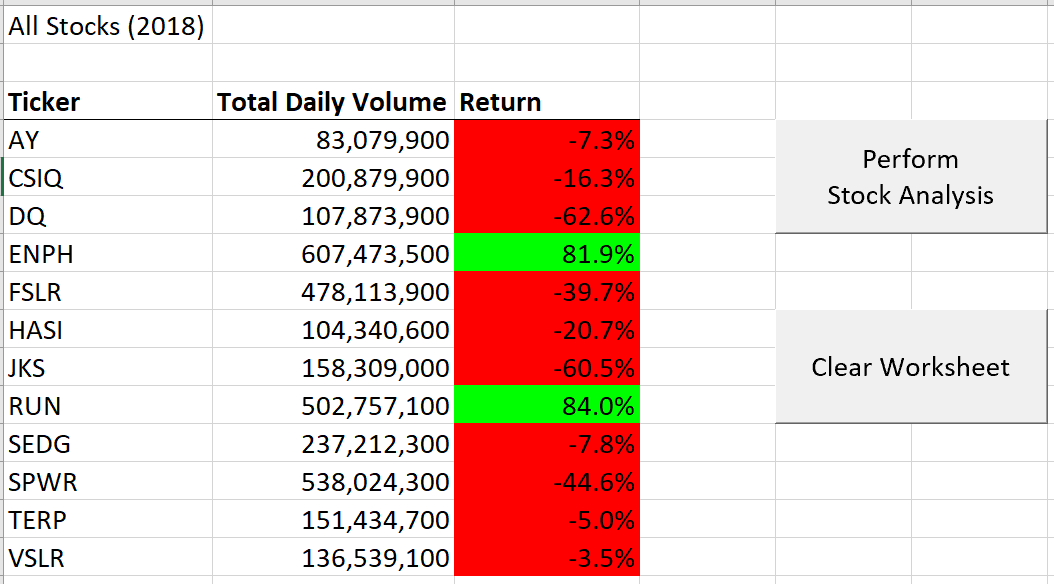 All Stocks (2018)
Ticker Total Daily Volume Return
AY 83,079,900 -7.3%
CSIQ 200,879,900 -16.3%
DQ 107,873,900 -62.6%
ENPH 607,473,500 81.9%
FSLR 478,113,900 -39.7%
HASI 104,340,600 -20.7%
JKS 158,309,000 -60.5%
RUN 502,757,100 84.0%
SEDG 237,212,300 -7.8%
SPWR 538,024,300 -44.6%
TERP 151,434,700 -5.0%
VSLR 136,539,100 -3.5%
Perform
Stock Analysis
Clear Worksheet